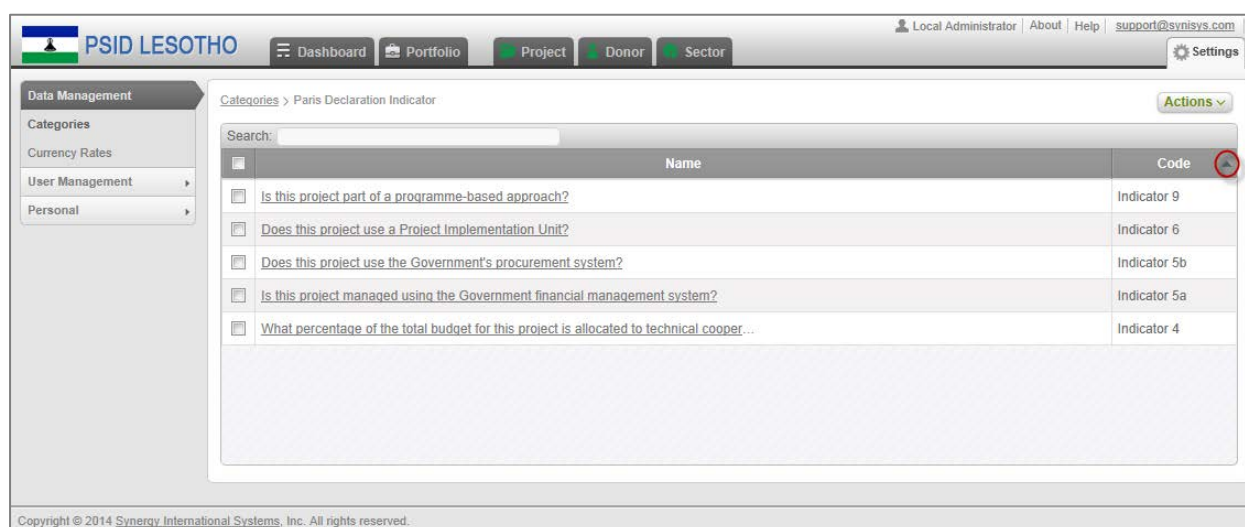 Local Administrator | About | Help | support@synisys.com
PSID LESOTHO
Dashboard
Portfolio
Project
Donor
Sector
Settings
Data Management
Categories
Currency Rates
User Management
Personal
Categories > Paris Declaration Indicator
Actions
Search:
Name Code
Is this project part of a programme-based approach? Indicator 9
Does this project use a Project Implementation Unit? Indicator 6
Does this project use the Government's procurement system? Indicator 5b
Is this project managed using the Government financial management system? Indicator 5a
What percentage of the total budget for this project is allocated to technical cooper... Indicator 4
Copyright © 2014 Synergy International Systems, Inc. All rights reserved.